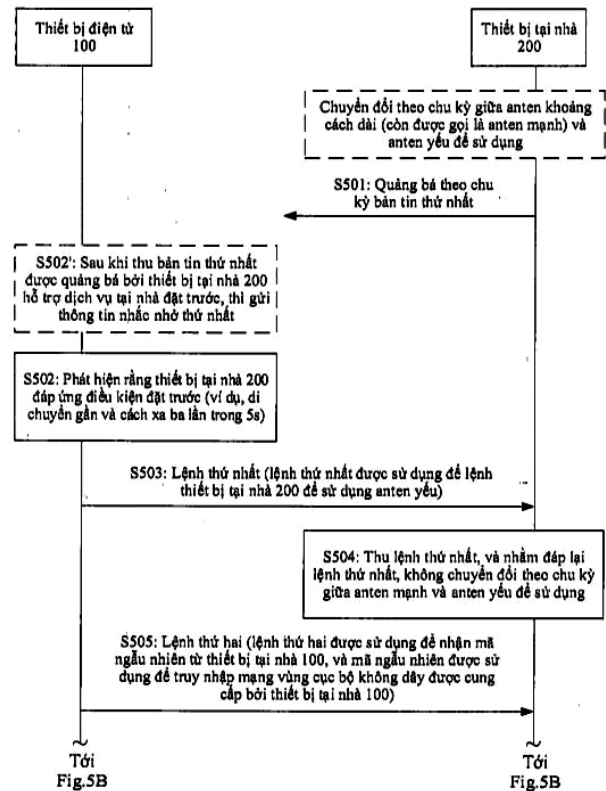 Thiết bị điện tử
100
Thiết bị tại nhà
200
Chuyển đổi theo chu kỳ giữa anten khoảng
cách dài (còn được gọi là anten mạnh) và
anten yếu để sử dụng
S501: Quảng bá theo chu
kỳ bản tin thứ nhất
S502': Sau khi thu bản tin thứ nhất
được quảng bá bởi thiết bị tại nhà 200
hỗ trợ dịch vụ tại nhà đặt trước, thì gửi
thông tin nhắc nhở thứ nhất
S502: Phát hiện rằng thiết bị tại nhà 200
đáp ứng điều kiện đặt trước (ví dụ, di
chuyển gần và cách xa ba lần trong 5s)
S503: Lệnh thứ nhất (lệnh thứ nhất được sử dụng để lệnh
thiết bị tại nhà 200 để sử dụng anten yếu)
S504: Thu lệnh thứ nhất, và nhằm đáp lại
lệnh thứ nhất, không chuyển đổi theo chu kỳ
giữa anten mạnh và anten yếu để sử dụng
S505: Lệnh thứ hai (lệnh thứ hai được sử dụng để nhận mã
ngẫu nhiên từ thiết bị tại nhà 100, và mã ngẫu nhiên được sử
dụng để truy nhập mạng vùng cục bộ không dây được cung
cấp bởi thiết bị tại nhà 100)
Tới
Fig.5B
Tới
Fig.5B